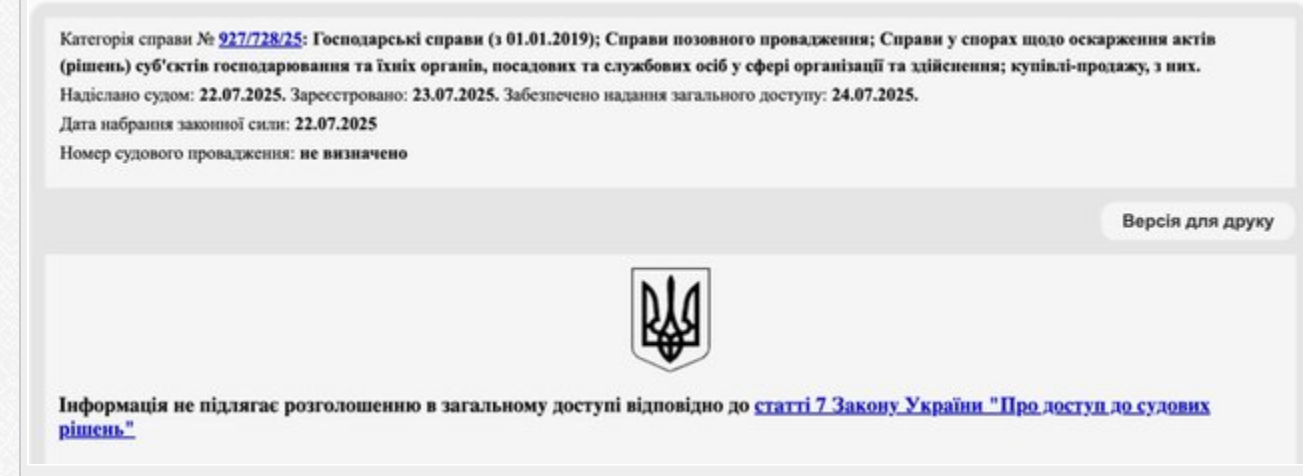 Категорія справи № 927/728/25: Господарські справи (з 01.01.2019); Справи позовного провадження; Справи у спорах щодо оскарження актів
(рішень) суб'єктів господарювання та їхніх органів, посадових та службових осіб у сфері організації та здійснення; купівлі-продажу, з них.
Надіслано судом: 22.07.2025. Зареєстровано: 23.07.2025. Забезпечено надання загального доступу: 24.07.2025.
Дата набрання законної сили: 22.07.2025
Номер судового провадження: не визначено
Версія для друку
Інформація не підлягає розголошенню в загальному доступі відповідно до статті 7 Закону України "Про доступ до судових
рішень"